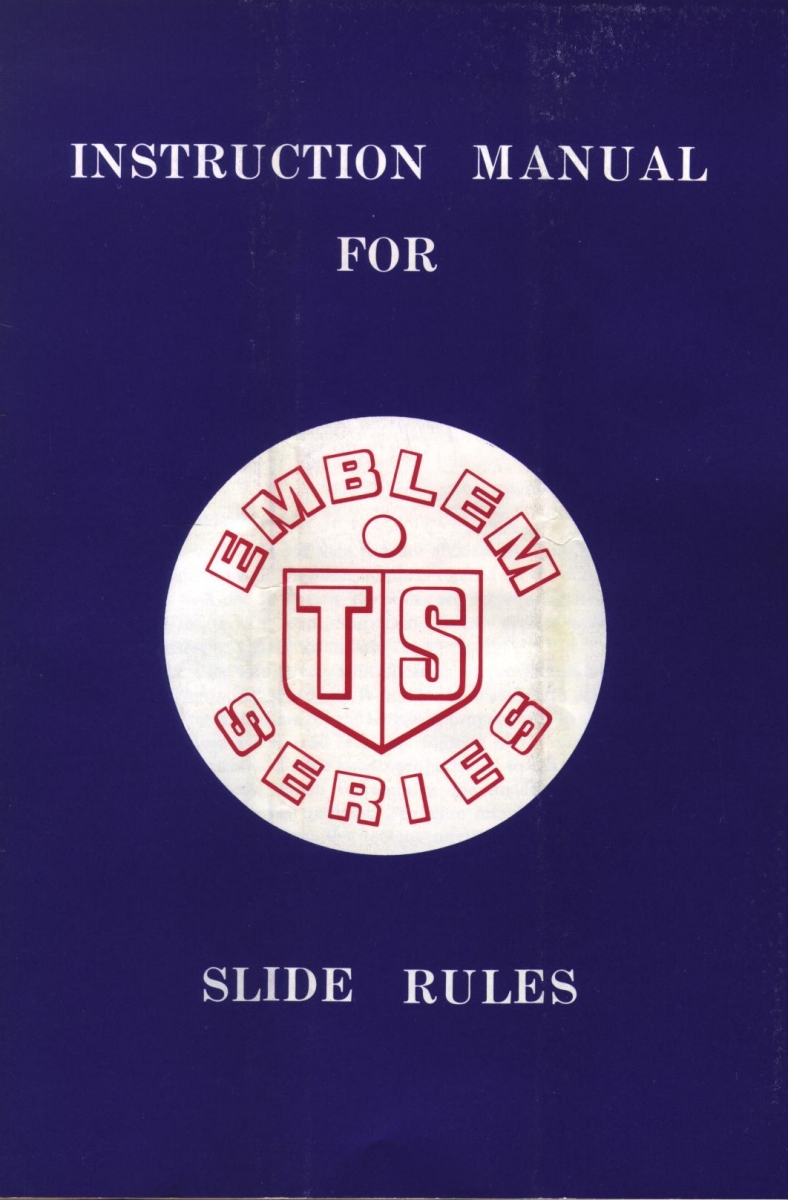 INSTRUCTION MANUAL
FOR
EMBLEM
TS
SERIES
SLIDE RULES